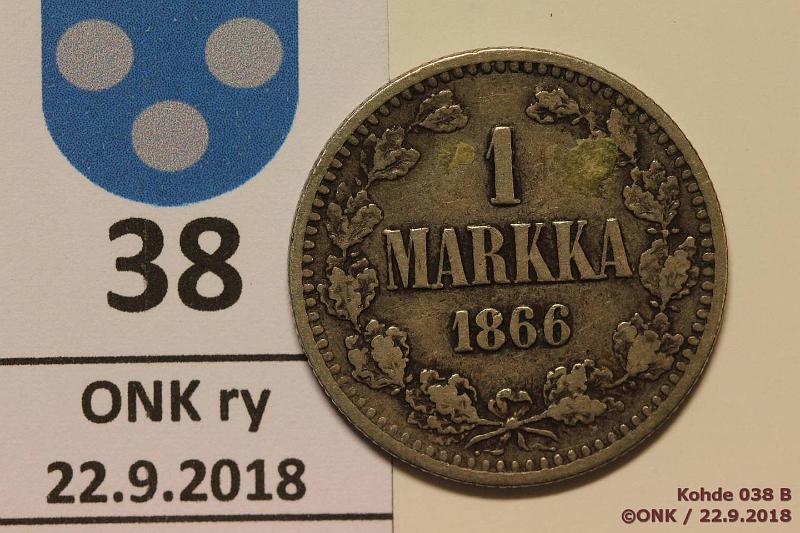 38
ONK ry
22.9.2018
1
MARKKA
1866
Kohde 038 B
©ONK / 22.9.2018